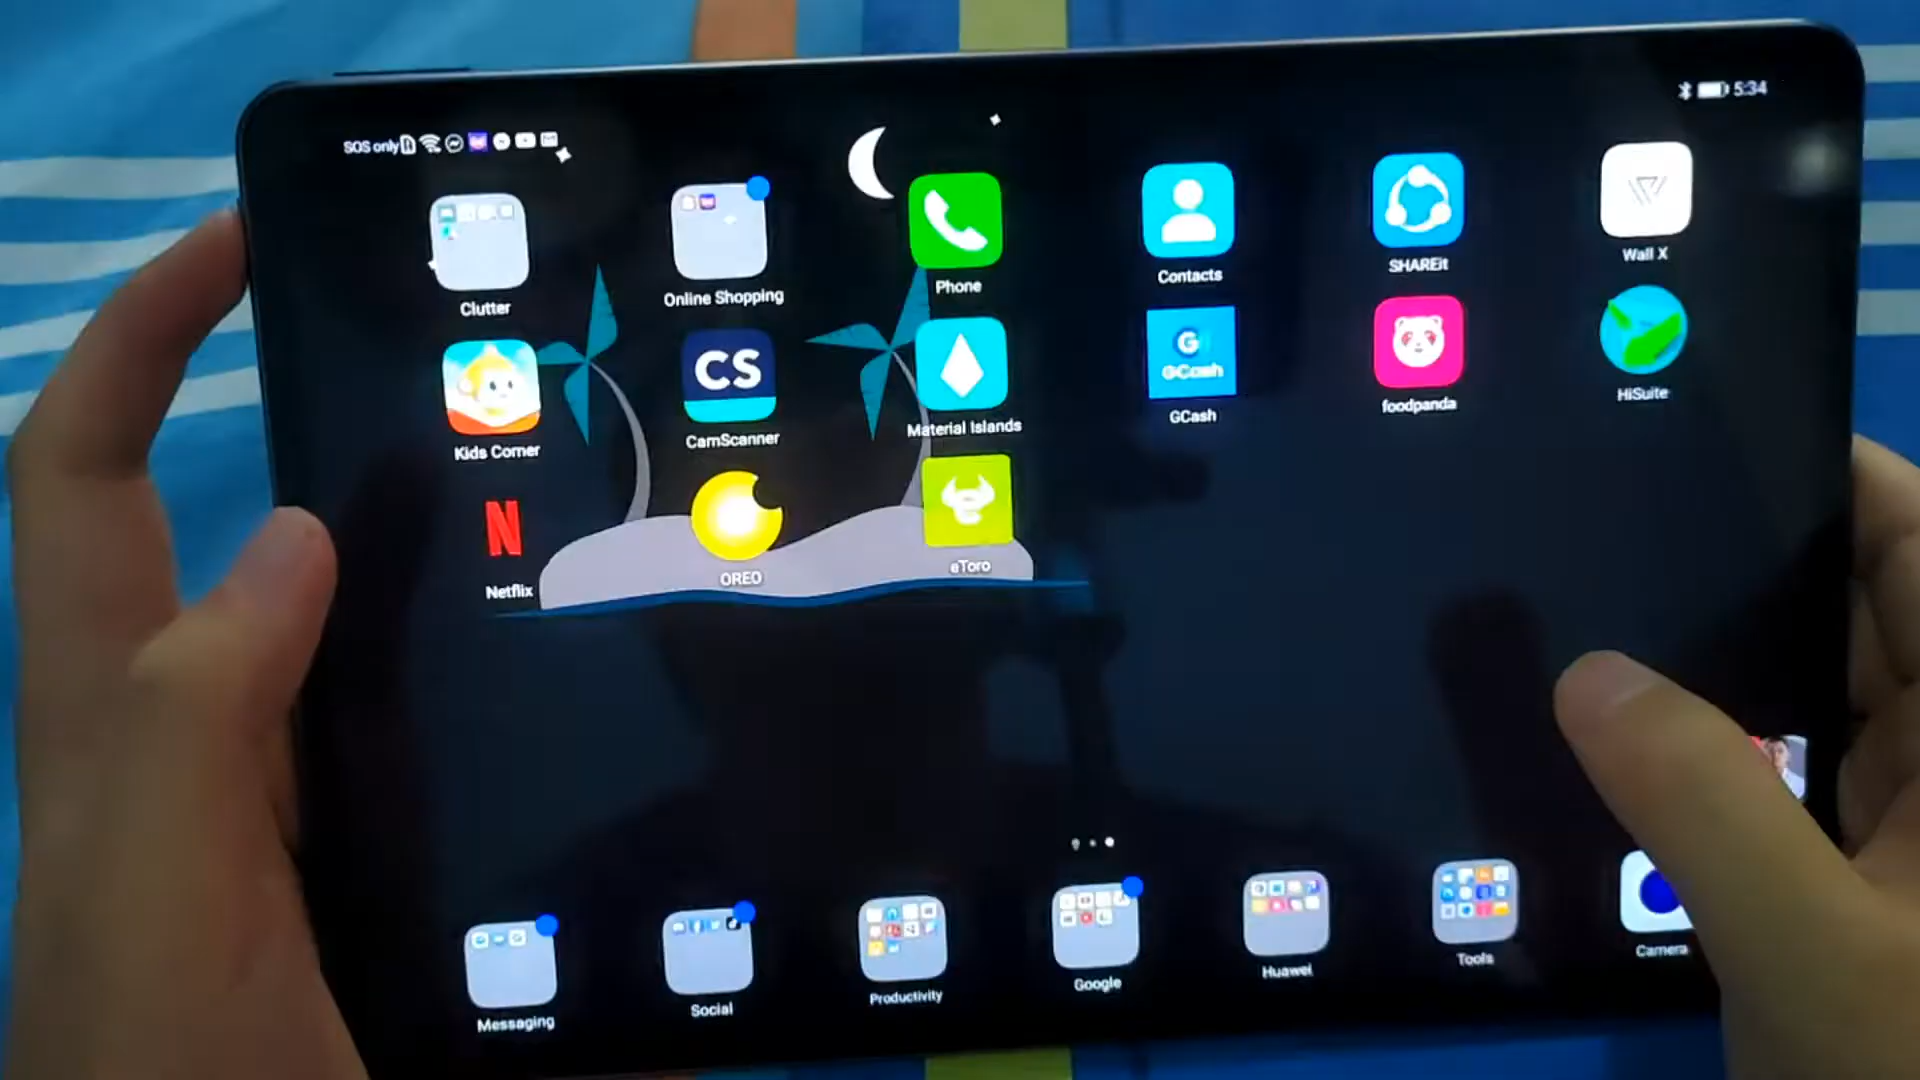 SOS only
5:34
Clutter
Online Shopping
Phone
Contacts
SHAREit
Wall X
Kids Corner
CS
CamScanner
Material Islands
G
GCash
GCash
foodpanda
HiSuite
N
Netflix
OREO
eToro
Messaging
Social
Productivity
Google
Huawei
Tools
Camera